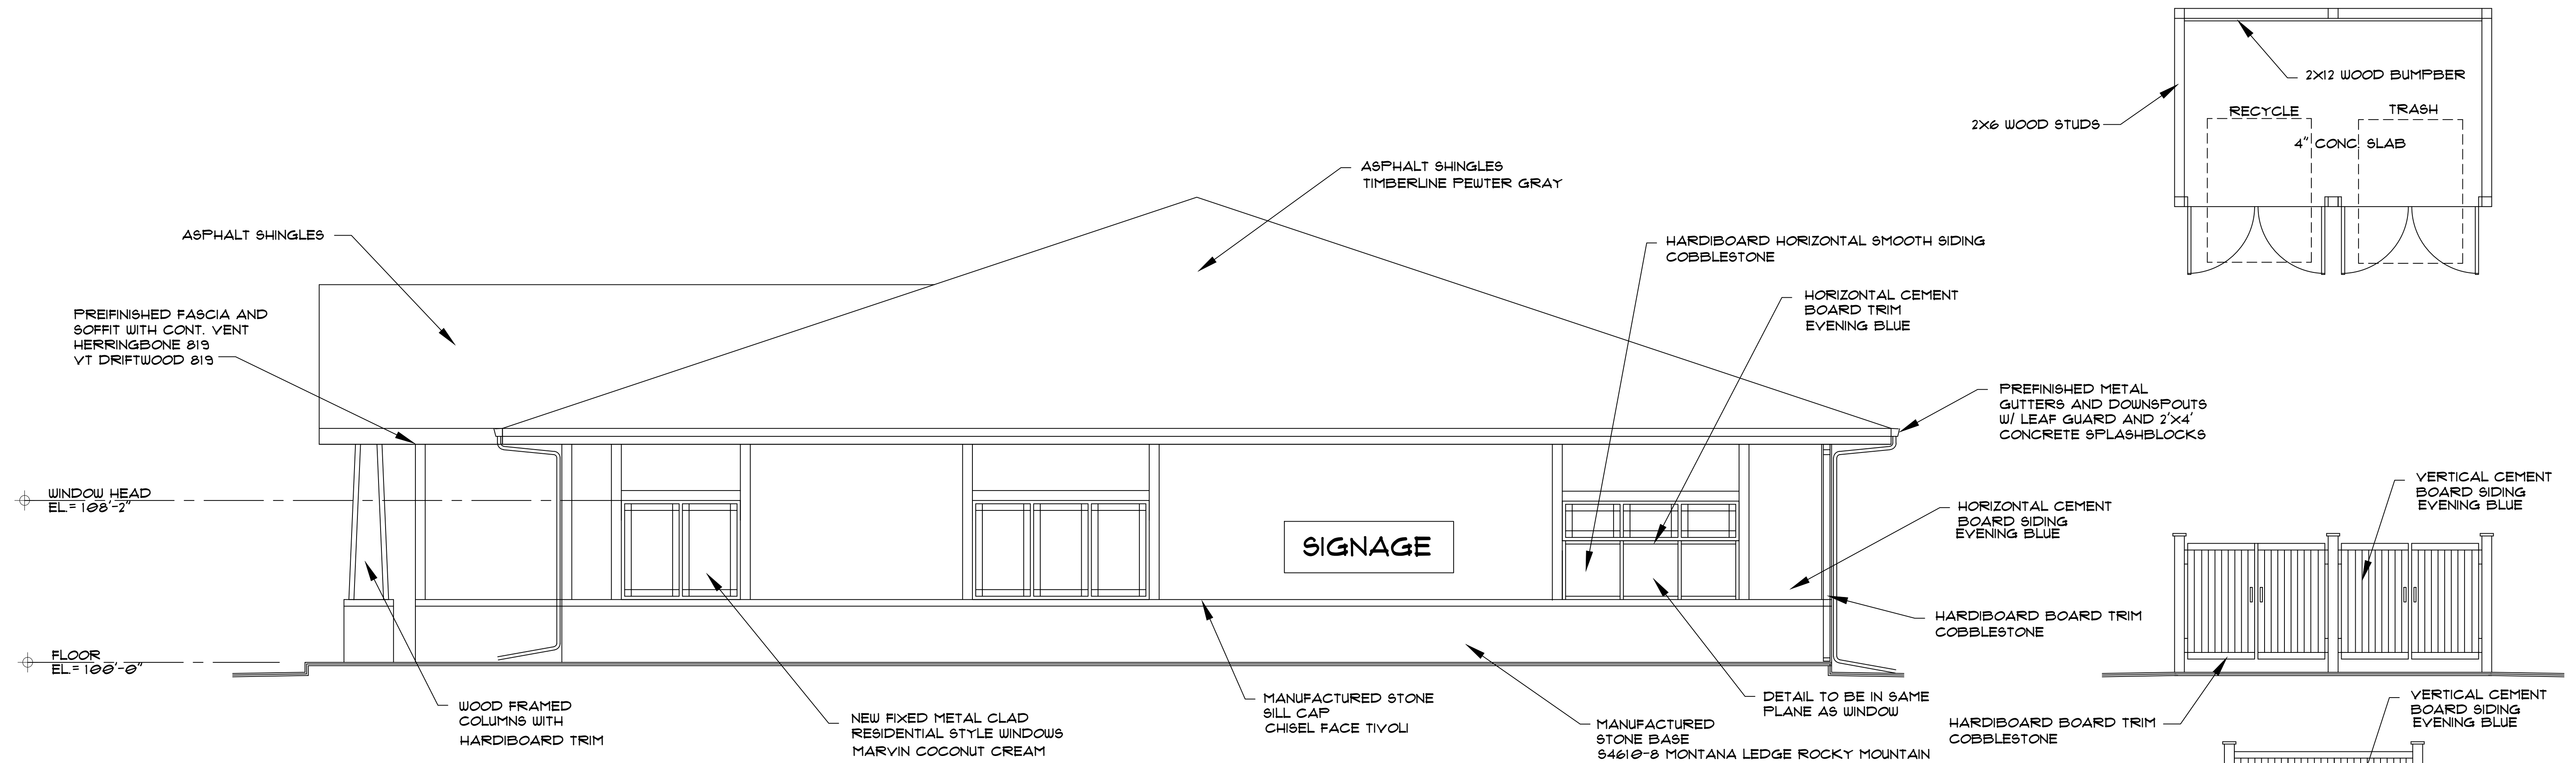 2X12 WOOD BUMPBER
RECYCLE
TRASH
2X6 WOOD STUDS
4" CONC. SLAB
ASPHALT SHINGLES
TIMBERLINE PEWTER GRAY
ASPHALT SHINGLES
HARDIBOARD HORIZONTAL SMOOTH SIDING
COBBLESTONE
HORIZONTAL CEMENT
BOARD TRIM
EVENING BLUE
PREIFINISHED FASCIA AND
SOFFIT WITH CONT. VENT
HERRINGBONE 819
VT DRIFTWOOD 819
PREFINISHED METAL
GUTTERS AND DOWNSPOUTS
W/ LEAF GUARD AND 2'X4'
CONCRETE SPLASHBLOCKS
WINDOW HEAD
EL.= 108'-2"
VERTICAL CEMENT
BOARD SIDING
EVENING BLUE
HORIZONTAL CEMENT
BOARD SIDING
EVENING BLUE
SIGNAGE
HARDIBOARD BOARD TRIM
COBBLESTONE
FLOOR
EL.= 100'-0"
WOOD FRAMED
COLUMNS WITH
HARDIBOARD TRIM
NEW FIXED METAL CLAD
RESIDENTIAL STYLE WINDOWS
MARVIN COCONUT CREAM
MANUFACTURED STONE
SILL CAP
CHISEL FACE TIVOLI
MANUFACTURED
STONE BASE
S4610-8 MONTANA LEDGE ROCKY MOUNTAIN
DETAIL TO BE IN SAME
PLANE AS WINDOW
HARDIBOARD BOARD TRIM
COBBLESTONE
VERTICAL CEMENT
BOARD SIDING
EVENING BLUE